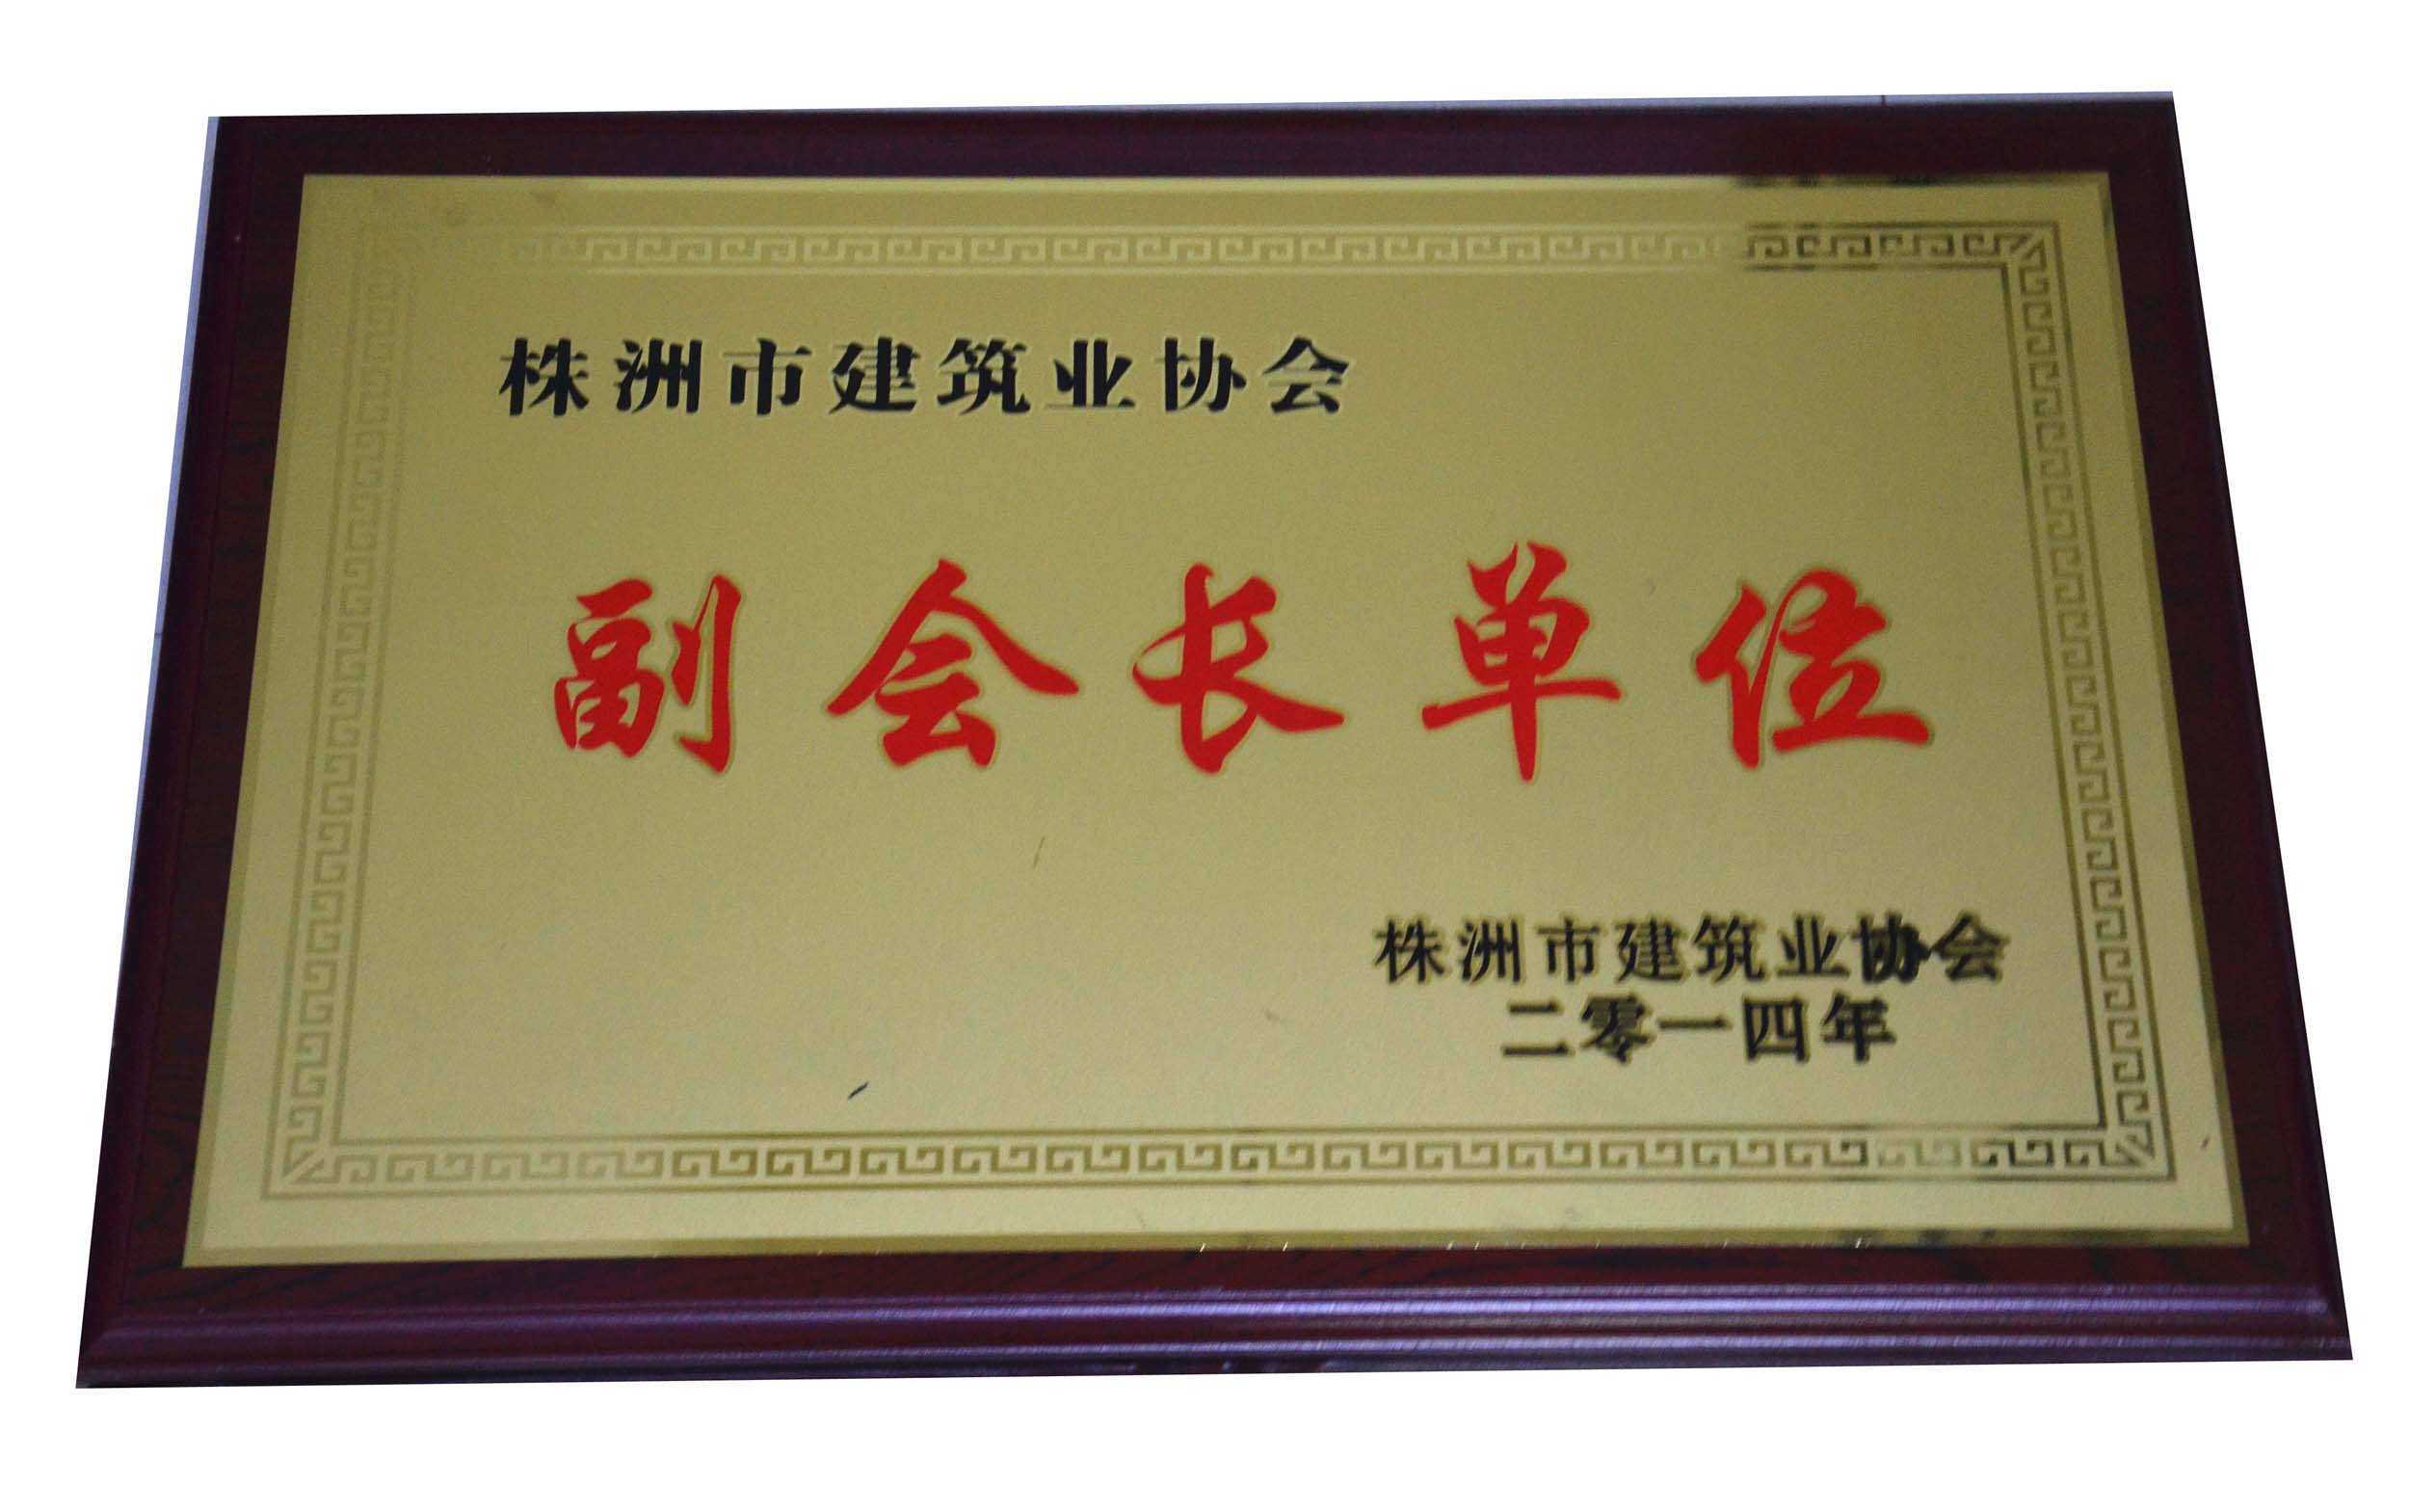 株洲市建筑业协会
副会长单位
株洲市建筑业协会
二零一四年